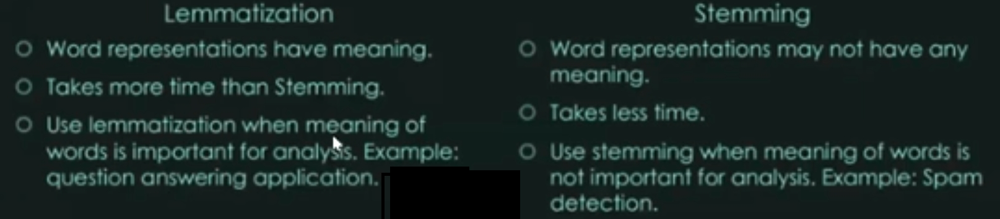 Lemmatization
Word representations have meaning.
Takes more time than Stemming.
Use lemmatization when meaning of
words is important for analysis. Example:
question answering application.
Stemming
Word representations may not have any
meaning.
Takes less time.
Use stemming when meaning of words is
not important for analysis. Example: Spam
detection.